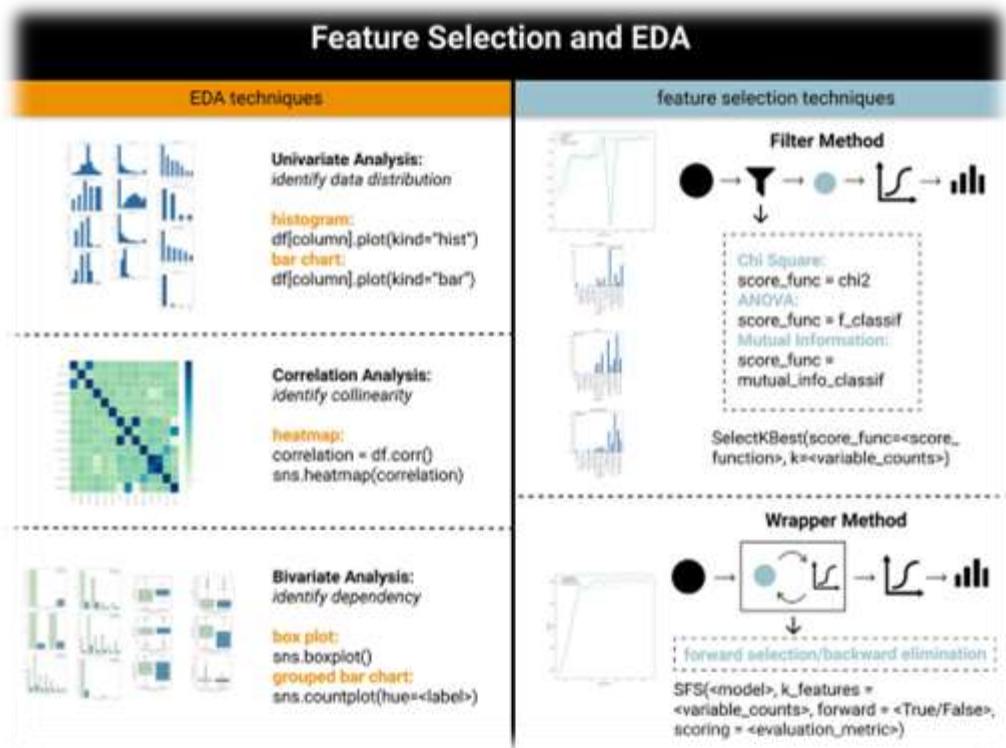 Feature Selection and EDA
EDA techniques
Univariate Analysis:
identify data distribution
histogram:
df[column].plot(kind="hist")
bar chart:
df[column].plot(kind="bar")
Correlation Analysis:
identify collinearity
heatmap:
correlation = df.corr()
sns.heatmap(correlation)
Bivariate Analysis:
identify dependency
box plot:
sns.boxplot()
grouped bar chart:
sns.countplot(hue=<label>)
feature selection techniques
Filter Method
Chi Square:
score_func = chi2
ANOVA:
score_func = f_classif
Mutual Information:
score_func =
mutual_info_classif
SelectKBest(score_func=<score_
function>, k=<variable_counts>)
Wrapper Method
forward selection/backward elimination
SFS(<model>, k_features =
<variable_counts>, forward = <True/False>,
scoring = <evaluation_metric>)